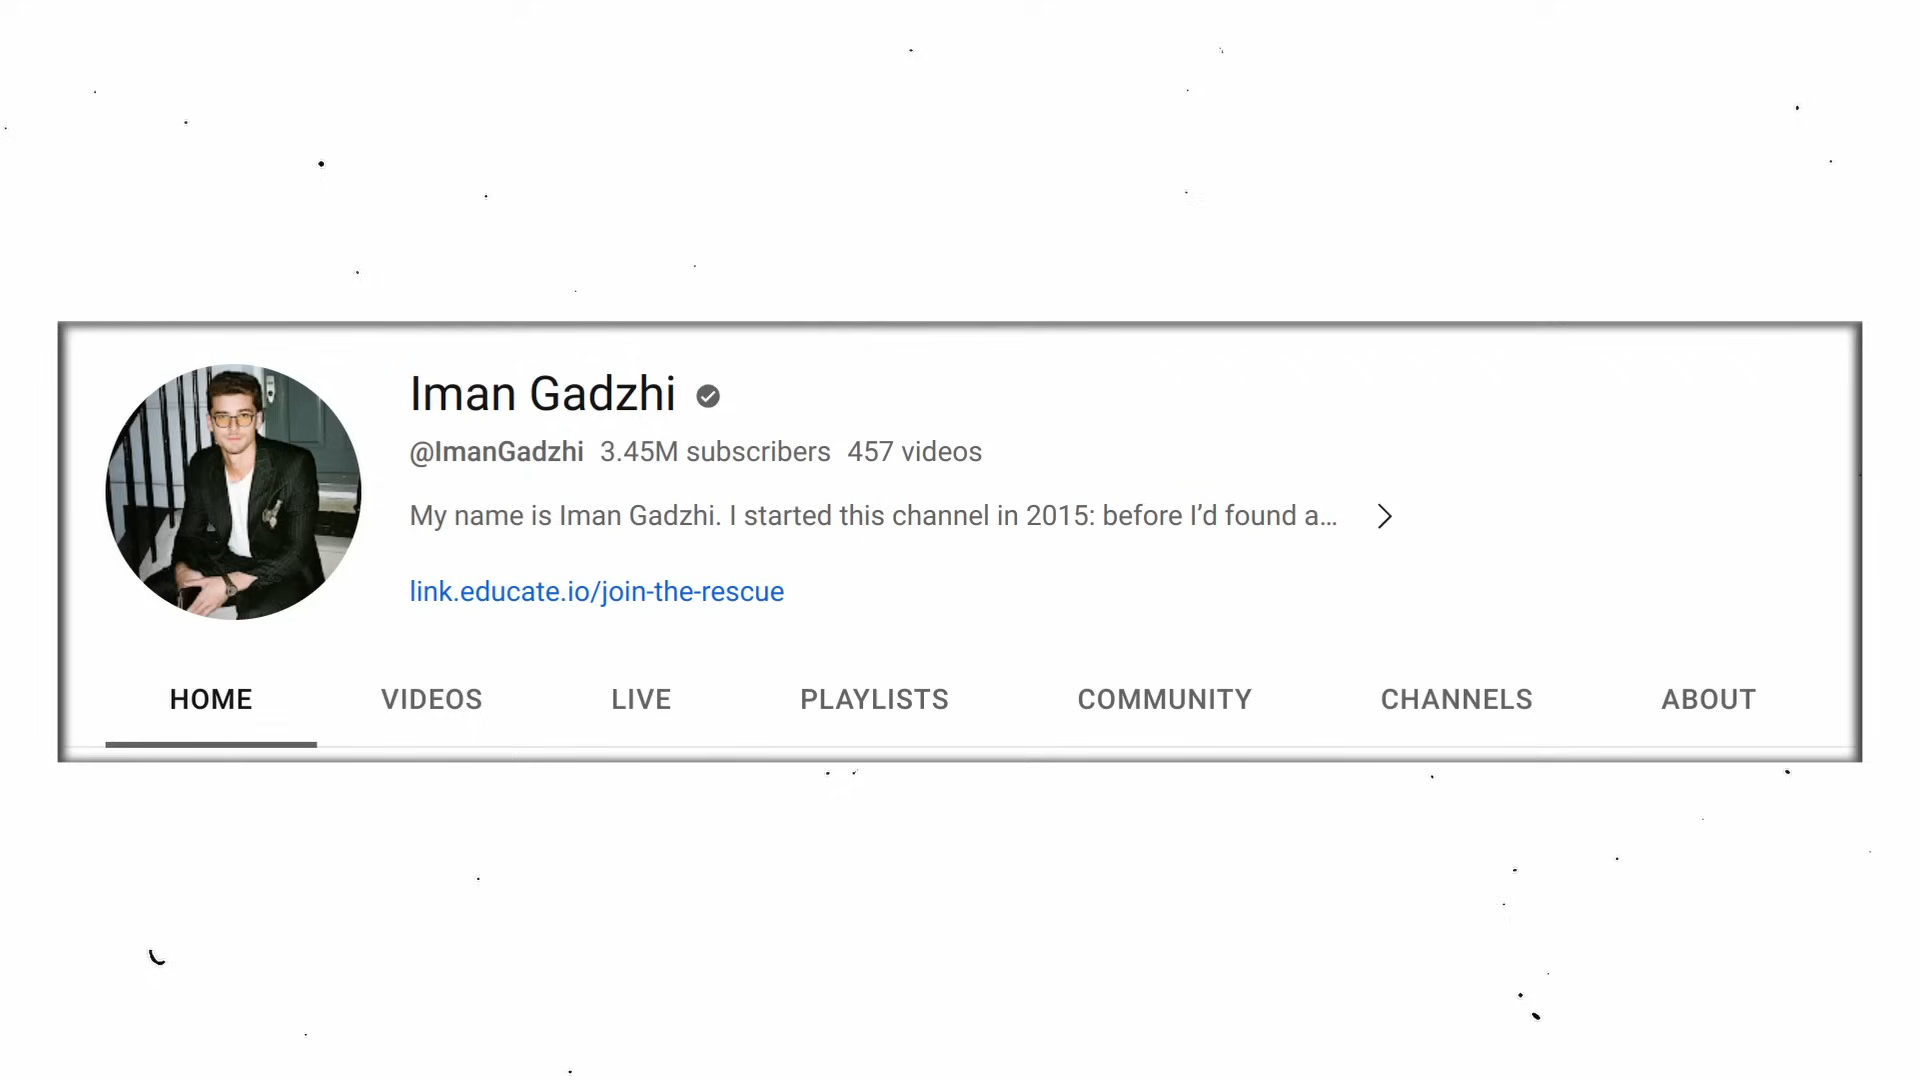 Iman Gadzhi
@ImanGadzhi 3.45M subscribers 457 videos
My name is Iman Gadzhi. I started this channel in 2015: before I’d found a...
link.educate.io/join-the-rescue
HOME VIDEOS LIVE PLAYLISTS COMMUNITY CHANNELS ABOUT